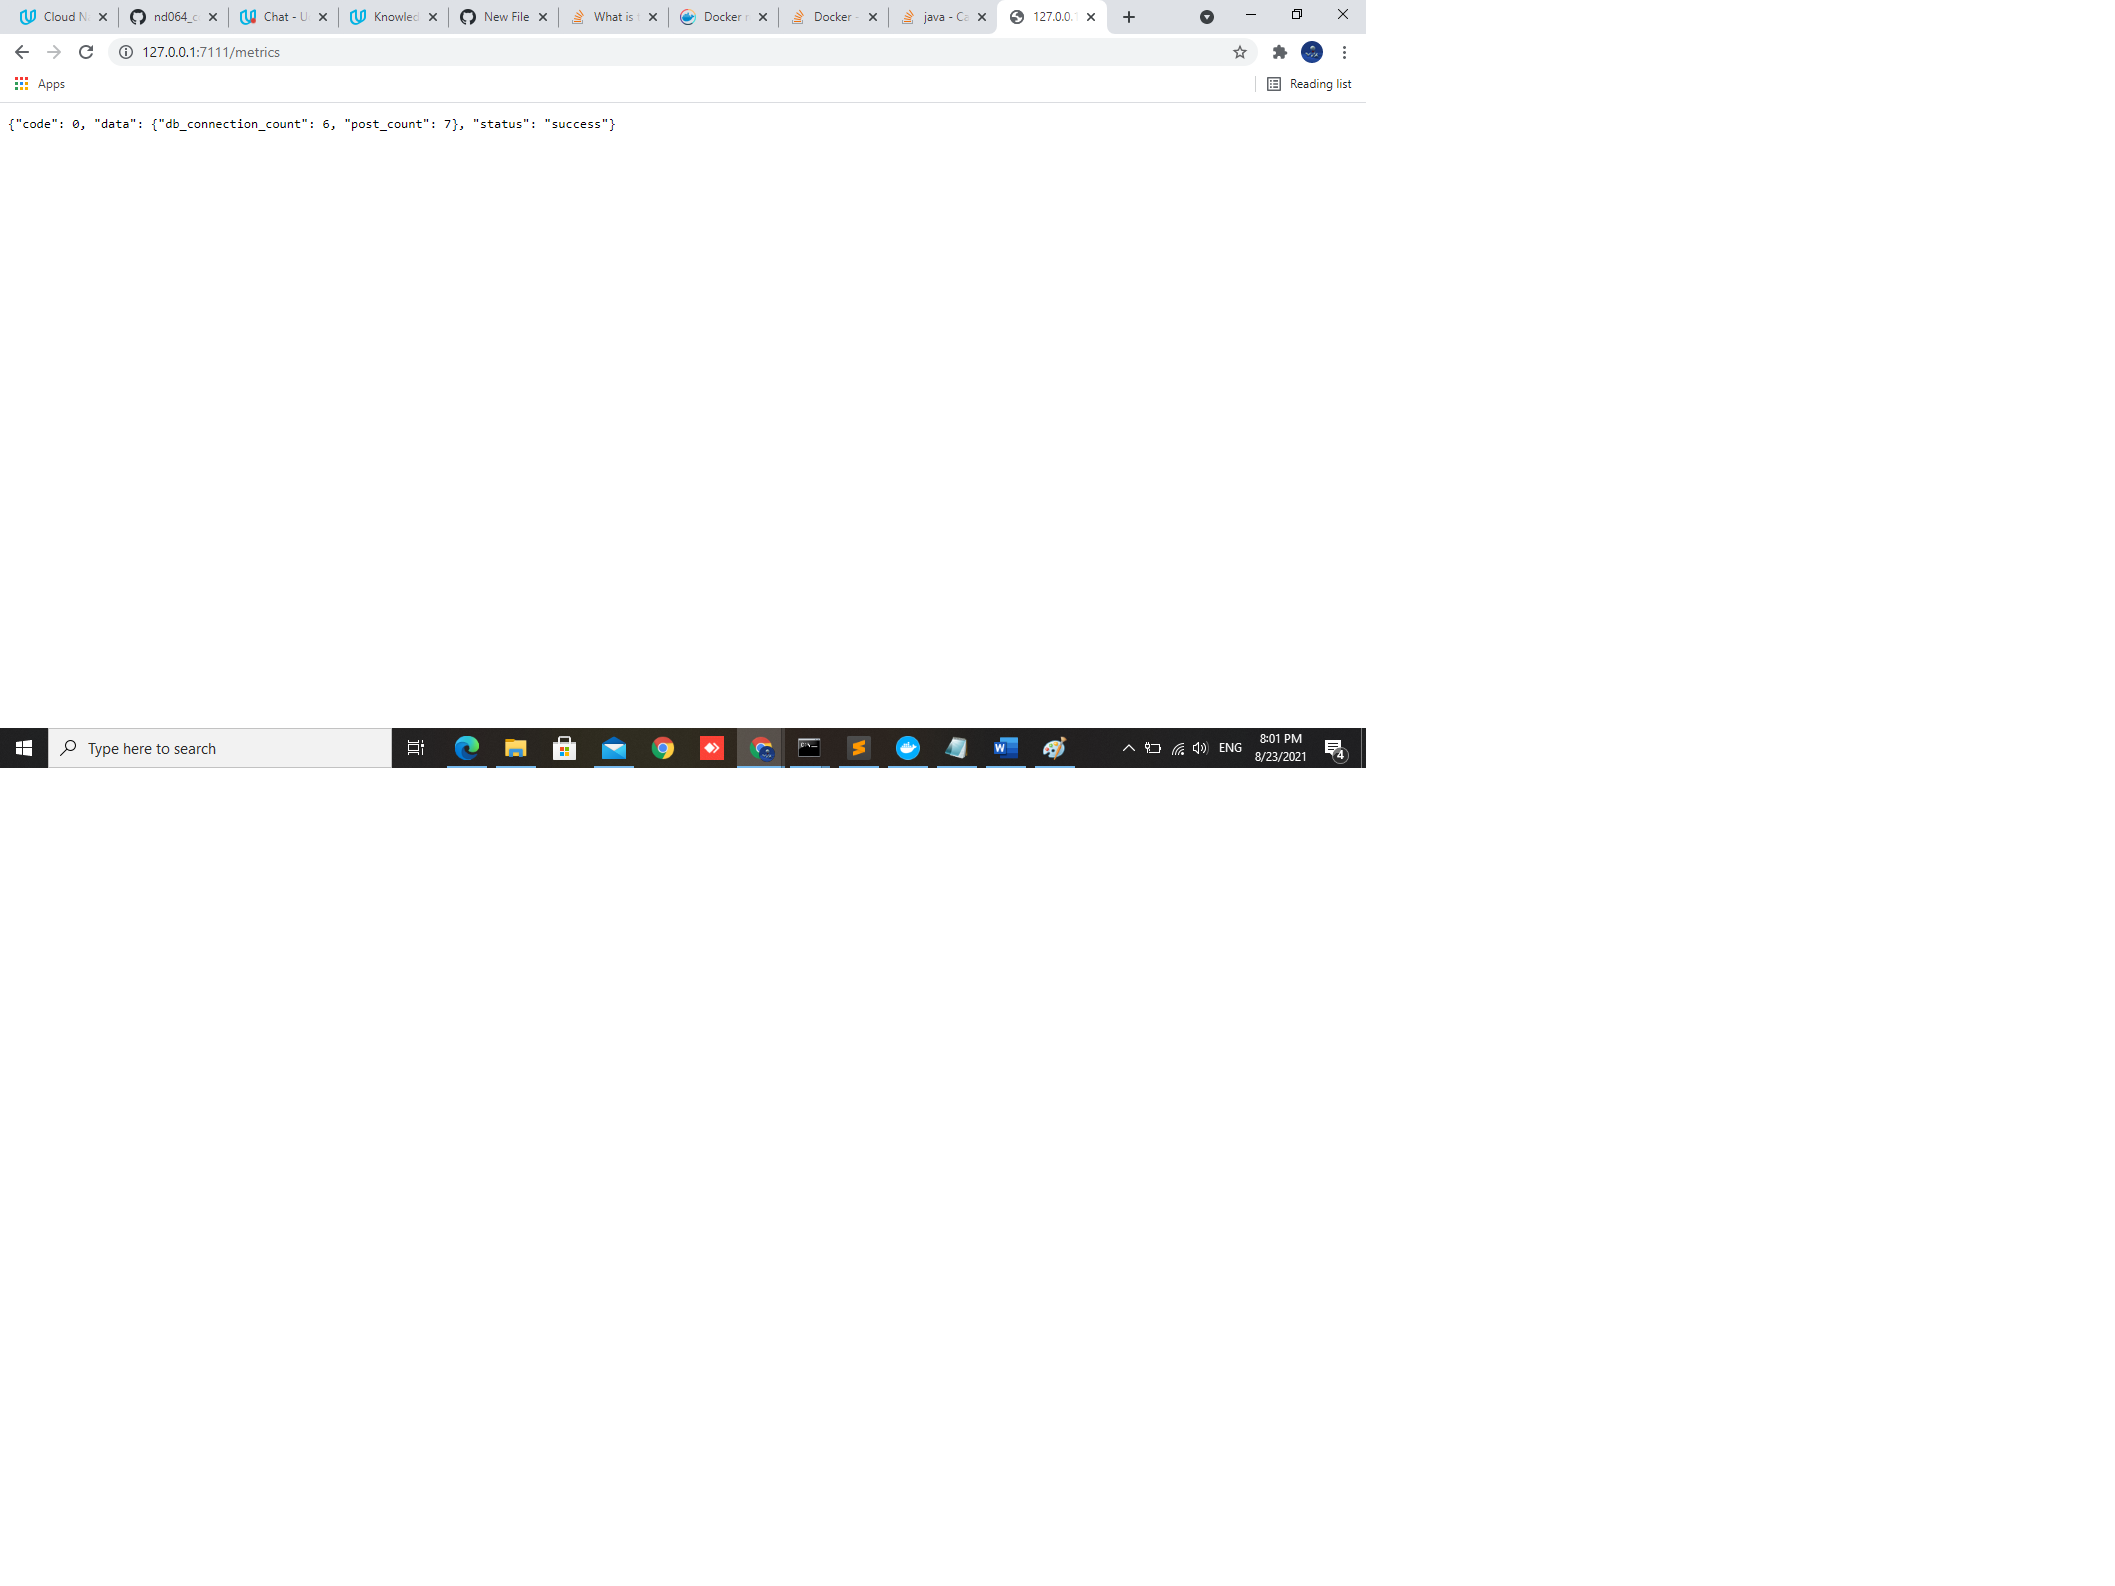 Cloud N
nd064_c
Chat - U
Knowled
New File
What is
Docker
Docker -
java - Ca
127.0.0.1
127.0.0.1:7111/metrics
Apps
Reading list
{"code": 0, "data": {"db_connection_count": 6, "post_count": 7}, "status": "success"}
Type here to search
ENG
8:01 PM
8/23/2021
4